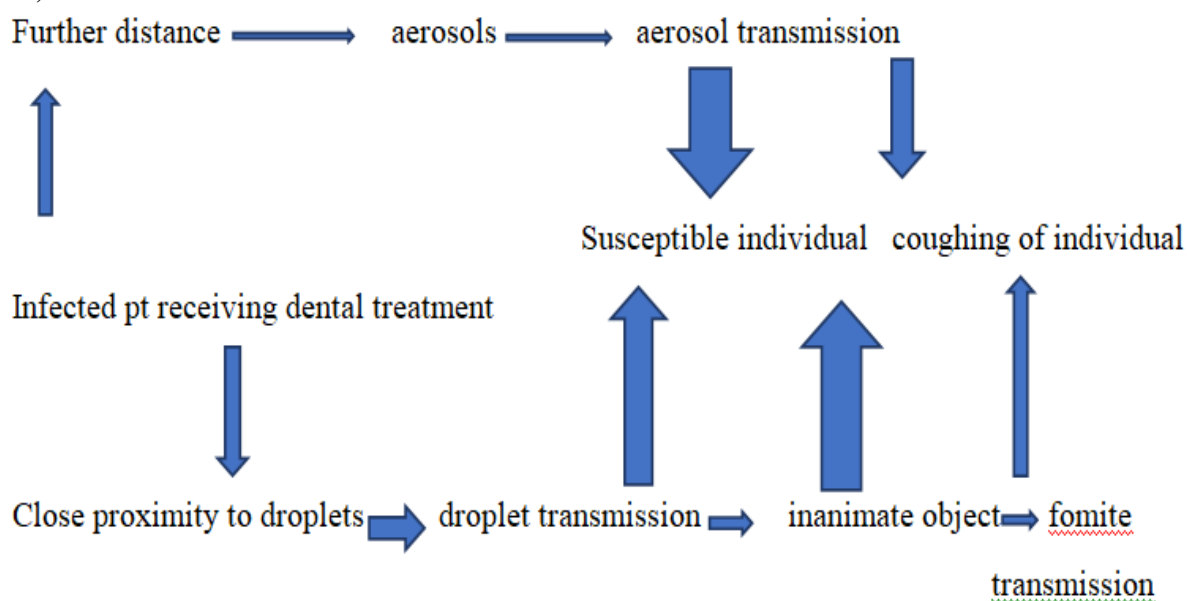 Further distance aerosols aerosol transmission
Susceptible individual coughing of individual
Infected pt receiving dental treatment
Close proximity to droplets droplet transmission inanimate object fomite
transmission